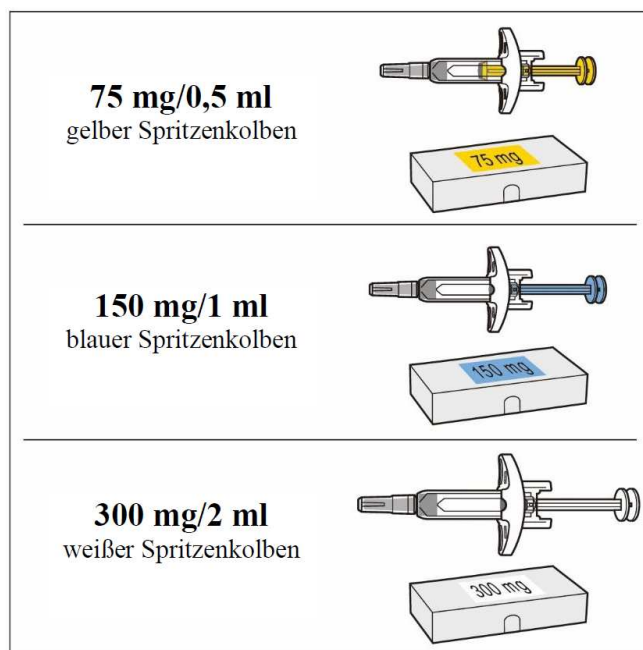 75 mg/0,5 ml
gelber Spritzenkolben
75 mg
150 mg/1 ml
blauer Spritzenkolben
150 mg
300 mg/2 ml
weißer Spritzenkolben
300 mg